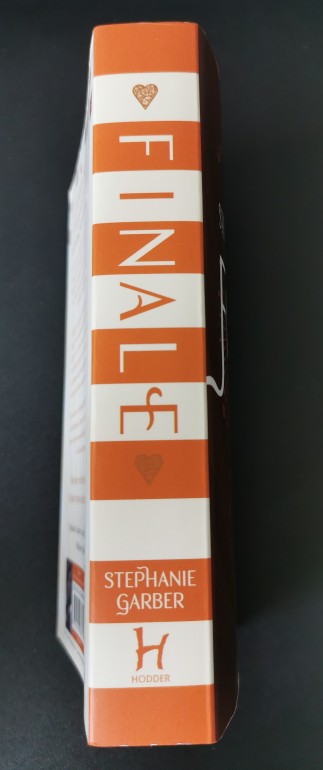 FINALE
STEPHANIE
GARBER
H
HODDER